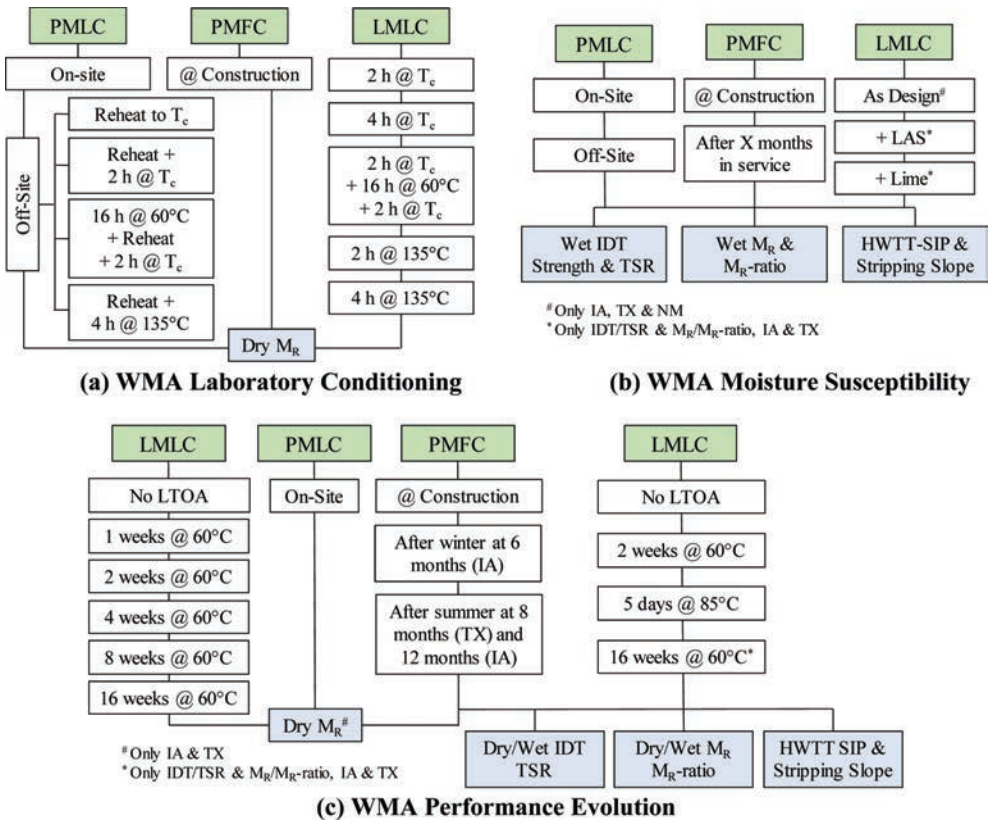 PMLC
On-site
Off-Site
Reheat to Tc
Reheat +
2 h @ Tc
16 h @ 60°C
+ Reheat
+ 2 h @ Tc
Reheat +
4 h @ 135°C
PMFC
@ Construction
LMLC
2 h @ Tc
4 h @ Tc
2 h @ Tc
+ 16 h @ 60°C
+ 2 h @ Tc
2 h @ 135°C
4 h @ 135°C
Dry MR
(a) WMA Laboratory Conditioning
PMLC
On-Site
Off-Site
PMFC
@ Construction
After X months
in service
LMLC
As Design#
+ LAS*
+ Lime*
Wet IDT
Strength & TSR
Wet MR &
MR-ratio
HWTT-SIP &
Stripping Slope
# Only IA, TX & NM
* Only IDT/TSR & MR/MR-ratio, IA & TX
(b) WMA Moisture Susceptibility
LMLC
No LTOA
1 weeks @ 60°C
2 weeks @ 60°C
4 weeks @ 60°C
8 weeks @ 60°C
16 weeks @ 60°C
PMLC
On-Site
PMFC
@ Construction
After winter at 6
months (IA)
After summer at 8
months (TX) and
12 months (IA)
LMLC
No LTOA
2 weeks @ 60°C
5 days @ 85°C
16 weeks @ 60°C*
Dry MR#
Dry/Wet IDT
TSR
Dry/Wet MR
MR-ratio
HWTT SIP &
Stripping Slope
# Only IA & TX
* Only IDT/TSR & MR/MR-ratio, IA & TX
(c) WMA Performance Evolution